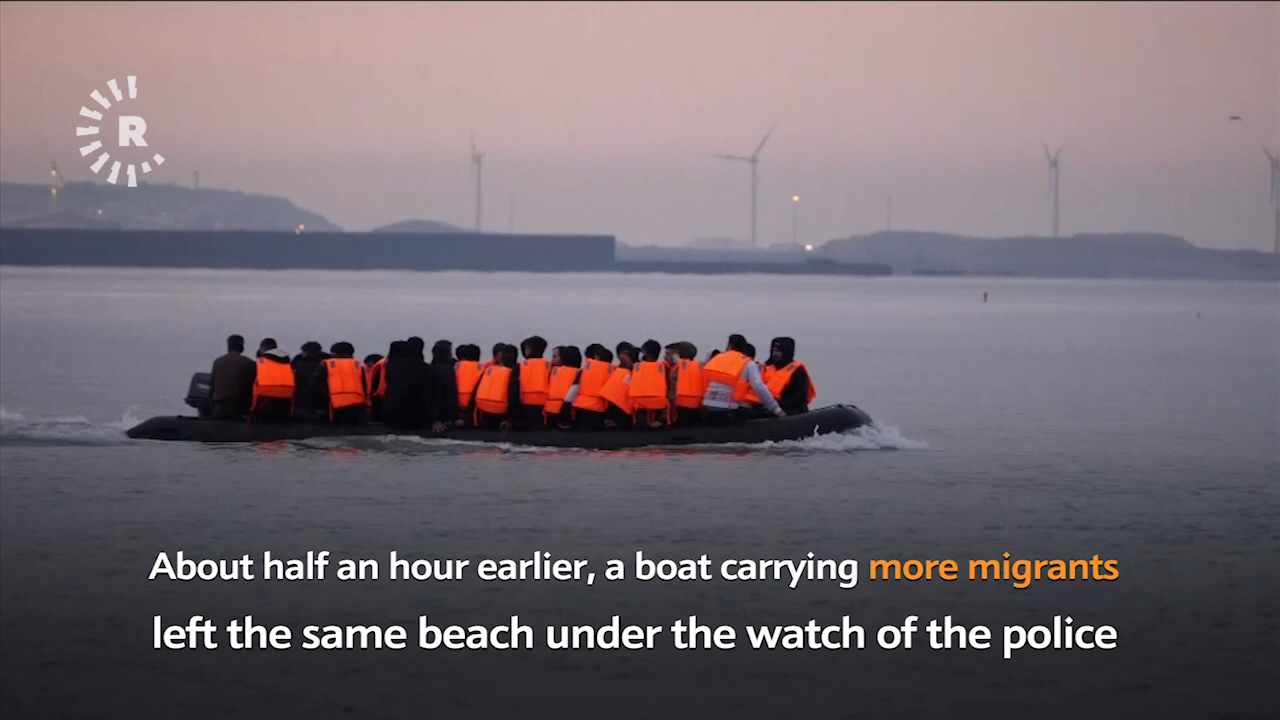 R
About half an hour earlier, a boat carrying more migrants
left the same beach under the watch of the police